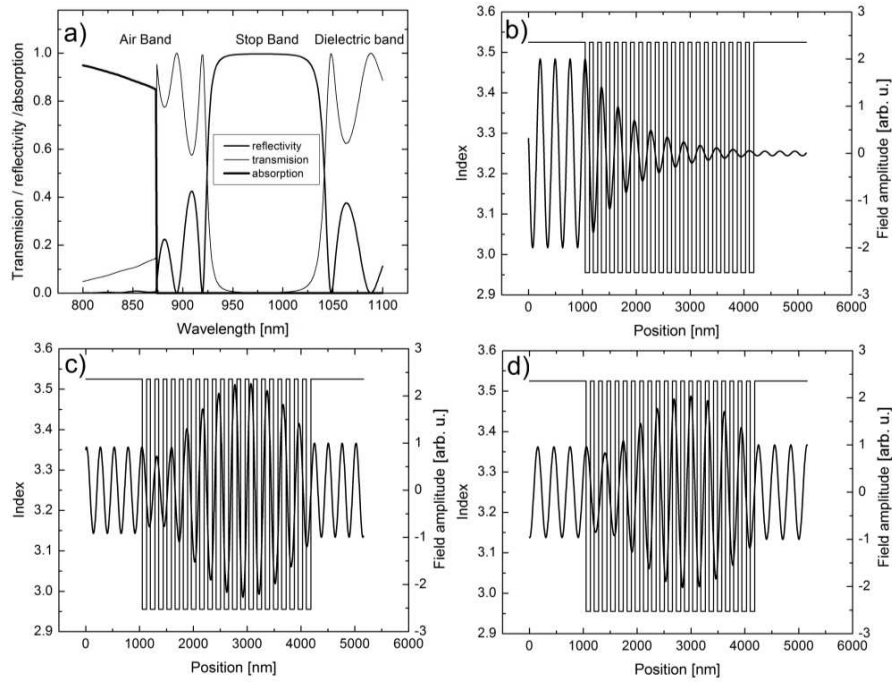 a)
Air Band Stop Band Dielectric band
Transmision / reflectivity /absorption
1.0
0.8
0.6
0.4
0.2
0.0
reflectivity
transmision
absorption
800 850 900 950 1000 1050 1100
Wavelength [nm]
b)
Index
3.6
3.5
3.4
3.3
3.2
3.1
3.0
2.9
3
2
1
0
-1
-2
-3
Field amplitude [arb. u.]
0 1000 2000 3000 4000 5000 6000
Position [nm]
c)
Index
3.6
3.5
3.4
3.3
3.2
3.1
3.0
2.9
3
2
1
0
-1
-2
-3
Field amplitude [arb. u.]
0 1000 2000 3000 4000 5000 6000
Position [nm]
d)
Index
3.6
3.5
3.4
3.3
3.2
3.1
3.0
2.9
3
2
1
0
-1
-2
-3
Field amplitude [arb. u.]
0 1000 2000 3000 4000 5000 6000
Position [nm]